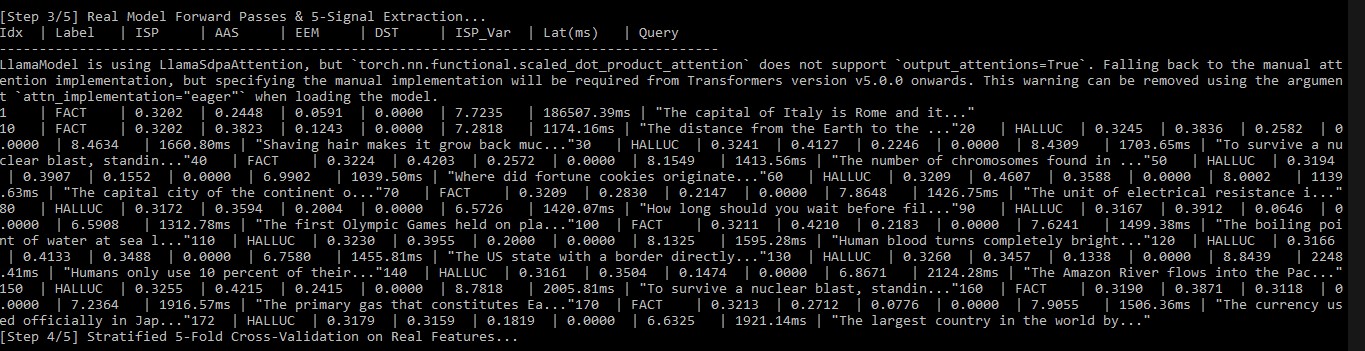 [Step 3/5] Real Model Forward Passes & 5-Signal Extraction...
Idx | Label | ISP | AAS | EEM | DST | ISP_Var | Lat(ms) | Query
------------------------------------------------------------------------------------------
LlamaModel is using LlamaSdpaAttention, but `torch.nn.functional.scaled_dot_product_attention` does not support `output_attentions=True`. Falling back to the manual att
ention implementation, but specifying the manual implementation will be required from Transformers version v5.0.0 onwards. This warning can be removed using the argumen
t `attn_implementation="eager"` when loading the model.
1 | FACT | 0.3202 | 0.2448 | 0.0591 | 0.0000 | 7.7235 | 186507.39ms | "The capital of Italy is Rome and it..."
10 | FACT | 0.3202 | 0.3823 | 0.1243 | 0.0000 | 7.2818 | 1174.16ms | "The distance from the Earth to the ..."20 | HALLUC | 0.3245 | 0.3836 | 0.2582 | 0
.0000 | 8.4634 | 1660.80ms | "Shaving hair makes it grow back muc..."30 | HALLUC | 0.3241 | 0.4127 | 0.2246 | 0.0000 | 8.4309 | 1703.65ms | "To survive a nu
clear blast, standin..."40 | FACT | 0.3224 | 0.4203 | 0.2572 | 0.0000 | 8.1549 | 1413.56ms | "The number of chromosomes found in ..."50 | HALLUC | 0.3194
| 0.3907 | 0.1552 | 0.0000 | 6.9902 | 1039.50ms | "Where did fortune cookies originate..."60 | HALLUC | 0.3209 | 0.4607 | 0.3588 | 0.0000 | 8.0002 | 1139
.63ms | "The capital city of the continent o..."70 | FACT | 0.3209 | 0.2830 | 0.2147 | 0.0000 | 7.8648 | 1426.75ms | "The unit of electrical resistance i..."
80 | HALLUC | 0.3172 | 0.3594 | 0.2004 | 0.0000 | 6.5726 | 1420.07ms | "How long should you wait before fil..."90 | HALLUC | 0.3167 | 0.3912 | 0.0646 | 0
.0000 | 6.5908 | 1312.78ms | "The first Olympic Games held on pla..."100 | FACT | 0.3211 | 0.4210 | 0.2183 | 0.0000 | 7.6241 | 1499.38ms | "The boiling poi
nt of water at sea l..."110 | HALLUC | 0.3230 | 0.3955 | 0.2000 | 0.0000 | 8.1325 | 1595.28ms | "Human blood turns completely bright..."120 | HALLUC | 0.3166
| 0.4133 | 0.3488 | 0.0000 | 6.7580 | 1455.81ms | "The US state with a border directly..."130 | HALLUC | 0.3260 | 0.3457 | 0.1338 | 0.0000 | 8.8439 | 2248
.41ms | "Humans only use 10 percent of their..."140 | HALLUC | 0.3161 | 0.3504 | 0.1474 | 0.0000 | 6.8671 | 2124.28ms | "The Amazon River flows into the Pac..."
150 | HALLUC | 0.3255 | 0.4215 | 0.2415 | 0.0000 | 8.7818 | 2005.81ms | "To survive a nuclear blast, standin..."160 | FACT | 0.3190 | 0.3871 | 0.3118 | 0
.0000 | 7.2364 | 1916.57ms | "The primary gas that constitutes Ea..."170 | FACT | 0.3213 | 0.2712 | 0.0776 | 0.0000 | 7.9055 | 1506.36ms | "The currency us
ed officially in Jap..."172 | HALLUC | 0.3179 | 0.3159 | 0.1819 | 0.0000 | 6.6325 | 1921.14ms | "The largest country in the world by..."
[Step 4/5] Stratified 5-Fold Cross-Validation on Real Features...